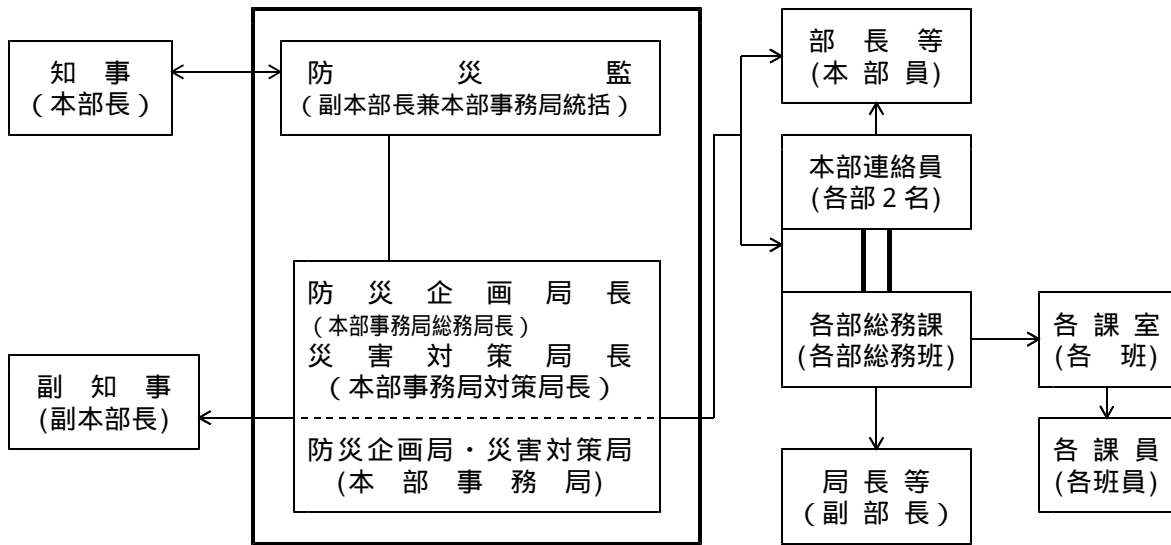 知 事
（本部長）
防 災 監
（副本部長兼本部事務局統括）
部 長 等
(本 部 員)
本部連絡員
(各部２名)
防 災 企 画 局 長
（本部事務局総務局長）
災 害 対 策 局 長
（本部事務局対策局長）
防災企画局・災害対策局
(本 部 事 務 局)
副 知 事
(副本部長)
各部総務課
(各部総務班)
各 課 室
(各 班)
局 長 等
（副 部 長）
各 課 員
(各班員)